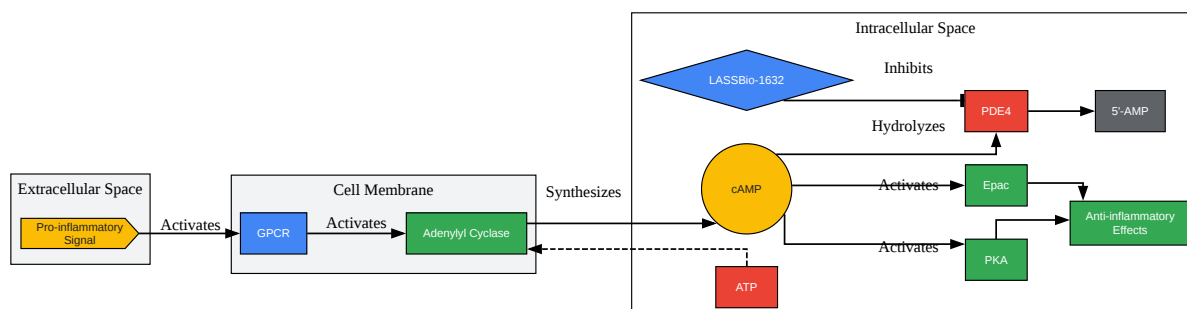 Intracellular Space
LASSBio-1632
Inhibits
PDE4
5'-AMP
Hydrolyzes
Extracellular Space
Pro-inflammatory
Signal
Activates
Cell Membrane
GPCR
Activates
Adenylyl Cyclase
Synthesizes
cAMP
Activates
Epac
Activates
PKA
Anti-inflammatory
Effects
ATP